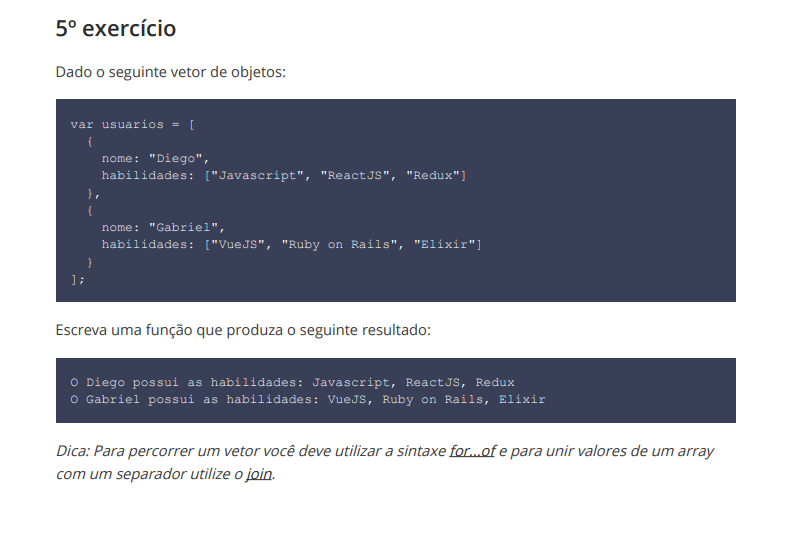 5º exercício
Dado o seguinte vetor de objetos:
var usuarios = [
  {
    nome: "Diego",
    habilidades: ["Javascript", "ReactJS", "Redux"]
  },
  {
    nome: "Gabriel",
    habilidades: ["VueJS", "Ruby on Rails", "Elixir"]
  }
];
Escreva uma função que produza o seguinte resultado:
O Diego possui as habilidades: Javascript, ReactJS, Redux
O Gabriel possui as habilidades: VueJS, Ruby on Rails, Elixir
Dica: Para percorrer um vetor você deve utilizar a sintaxe for...of e para unir valores de um array
com um separador utilize o join.